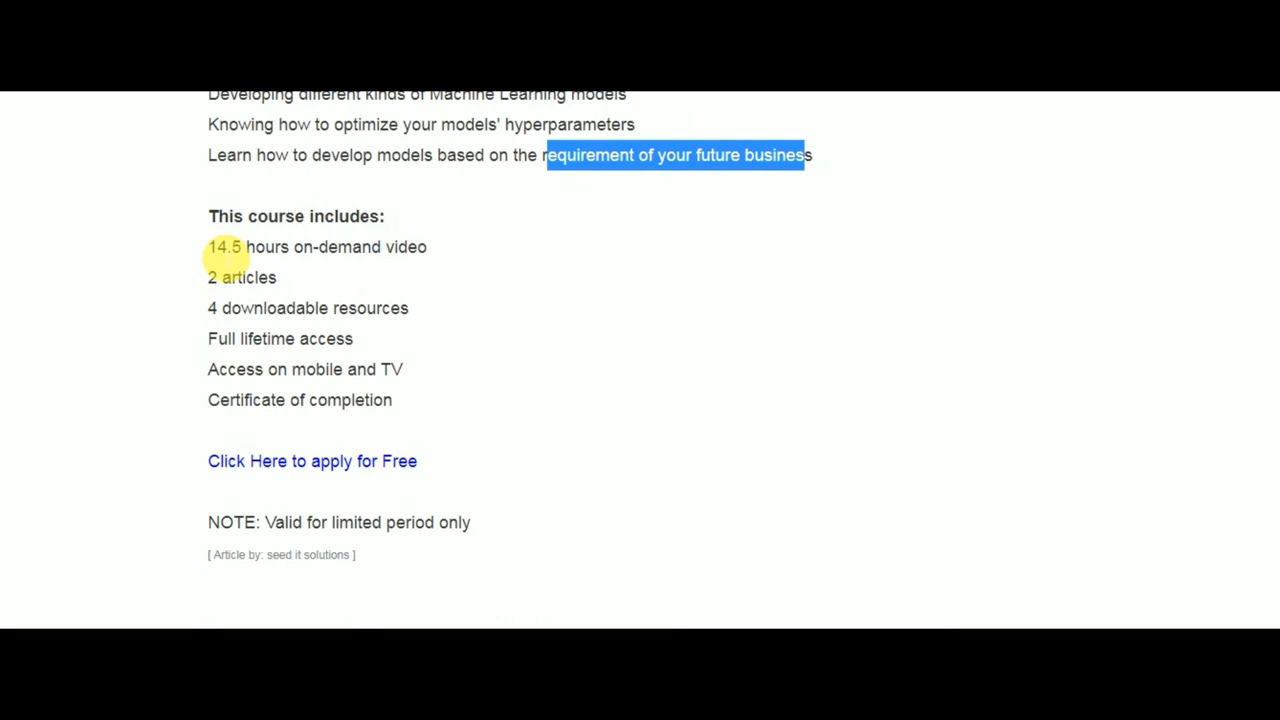 Developing different kinds of Machine Learning models
Knowing how to optimize your models' hyperparameters
Learn how to develop models based on the requirement of your future business
This course includes:
14.5 hours on-demand video
2 articles
4 downloadable resources
Full lifetime access
Access on mobile and TV
Certificate of completion
Click Here to apply for Free
NOTE: Valid for limited period only
[ Article by: seed it solutions ]